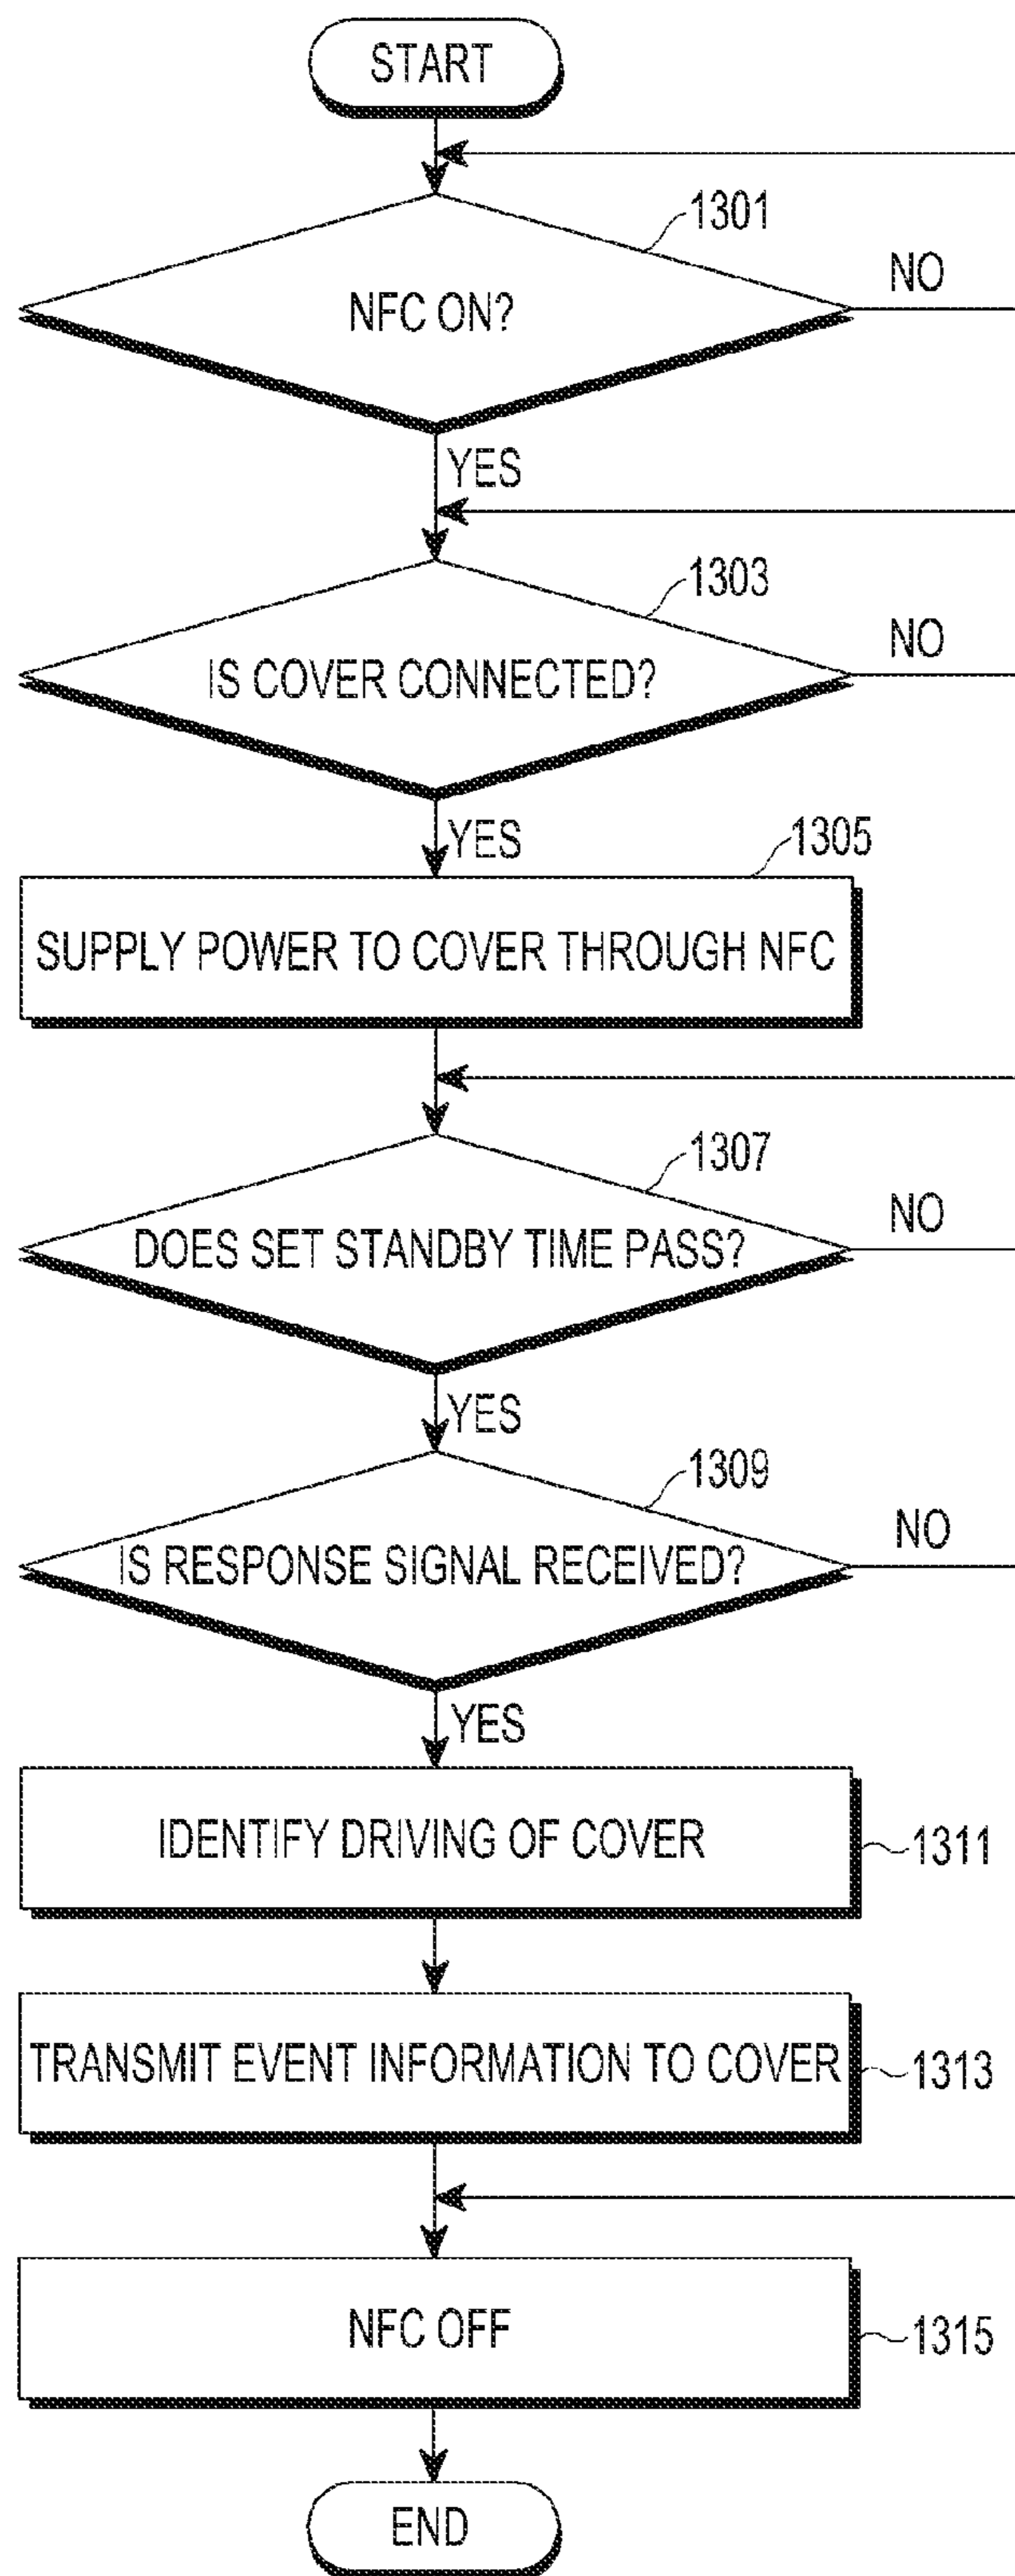 START
1301
NFC ON?
NO
YES
1303
IS COVER CONNECTED?
NO
YES
1305
SUPPLY POWER TO COVER THROUGH NFC
1307
DOES SET STANDBY TIME PASS?
NO
YES
1309
IS RESPONSE SIGNAL RECEIVED?
NO
YES
IDENTIFY DRIVING OF COVER
1311
TRANSMIT EVENT INFORMATION TO COVER
1313
NFC OFF
1315
END